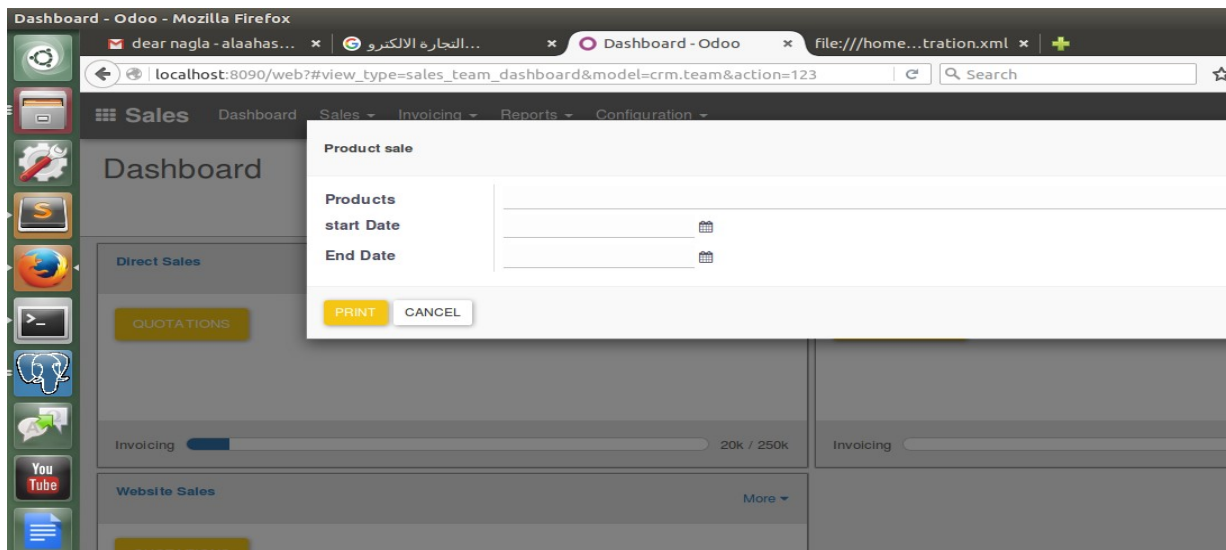 Dashboard - Odoo - Mozilla Firefox
dear nagla - alaahas...
التجارة الالكترو...
Dashboard - Odoo
file:///home...tration.xml
localhost:8090/web?#view_type=sales_team_dashboard&model=crm.team&action=123
Search
Sales
Dashboard
Sales
Invoicing
Reports
Configuration
Dashboard
Product sale
Products
start Date
End Date
PRINT
CANCEL
Direct Sales
QUOTATIONS
Invoicing
20k / 250k
Invoicing
Website Sales
More
You
Tube